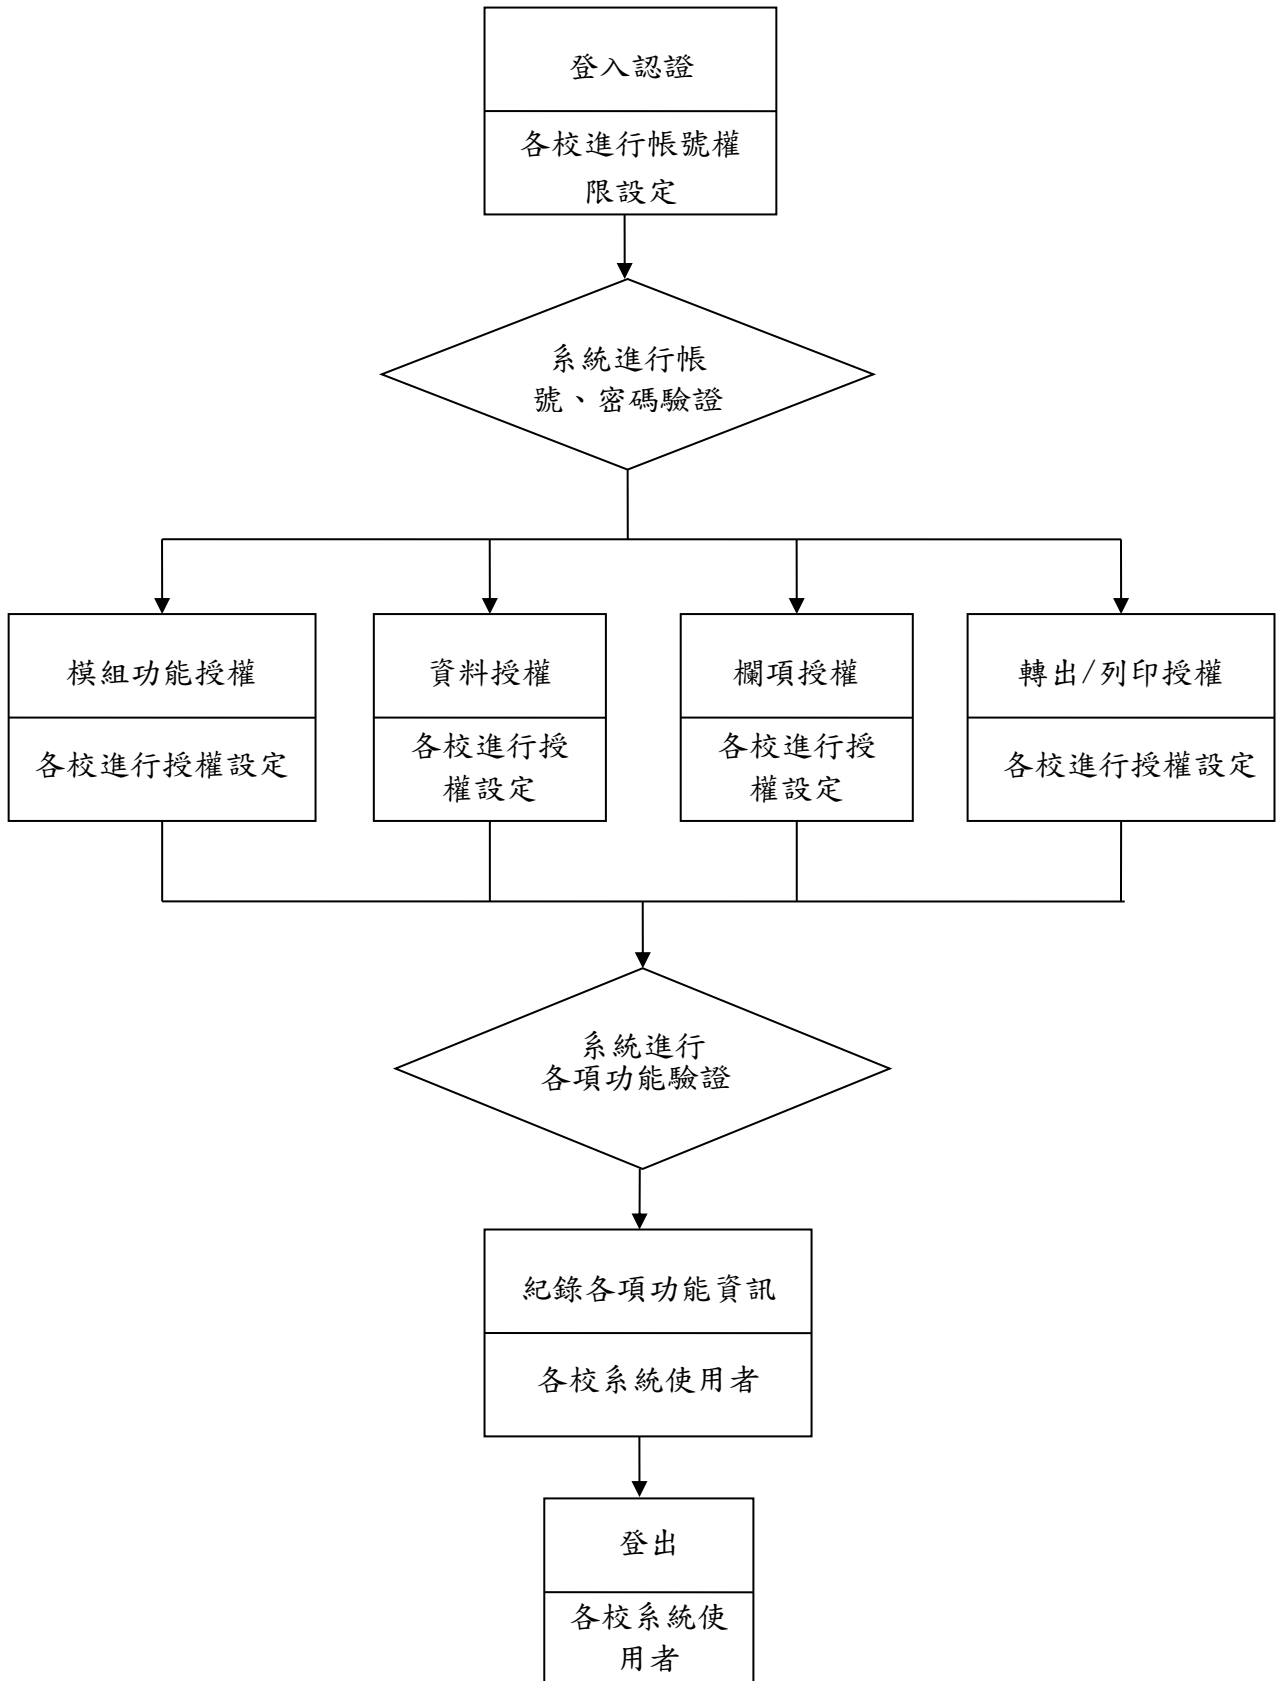 登入認證
各校進行帳號權
限設定
系統進行帳
號、密碼驗證
模組功能授權
各校進行授權設定
資料授權
各校進行授
權設定
欄項授權
各校進行授
權設定
轉出/列印授權
各校進行授權設定
系統進行
各項功能驗證
紀錄各項功能資訊
各校系統使用者
登出
各校系統使
用者